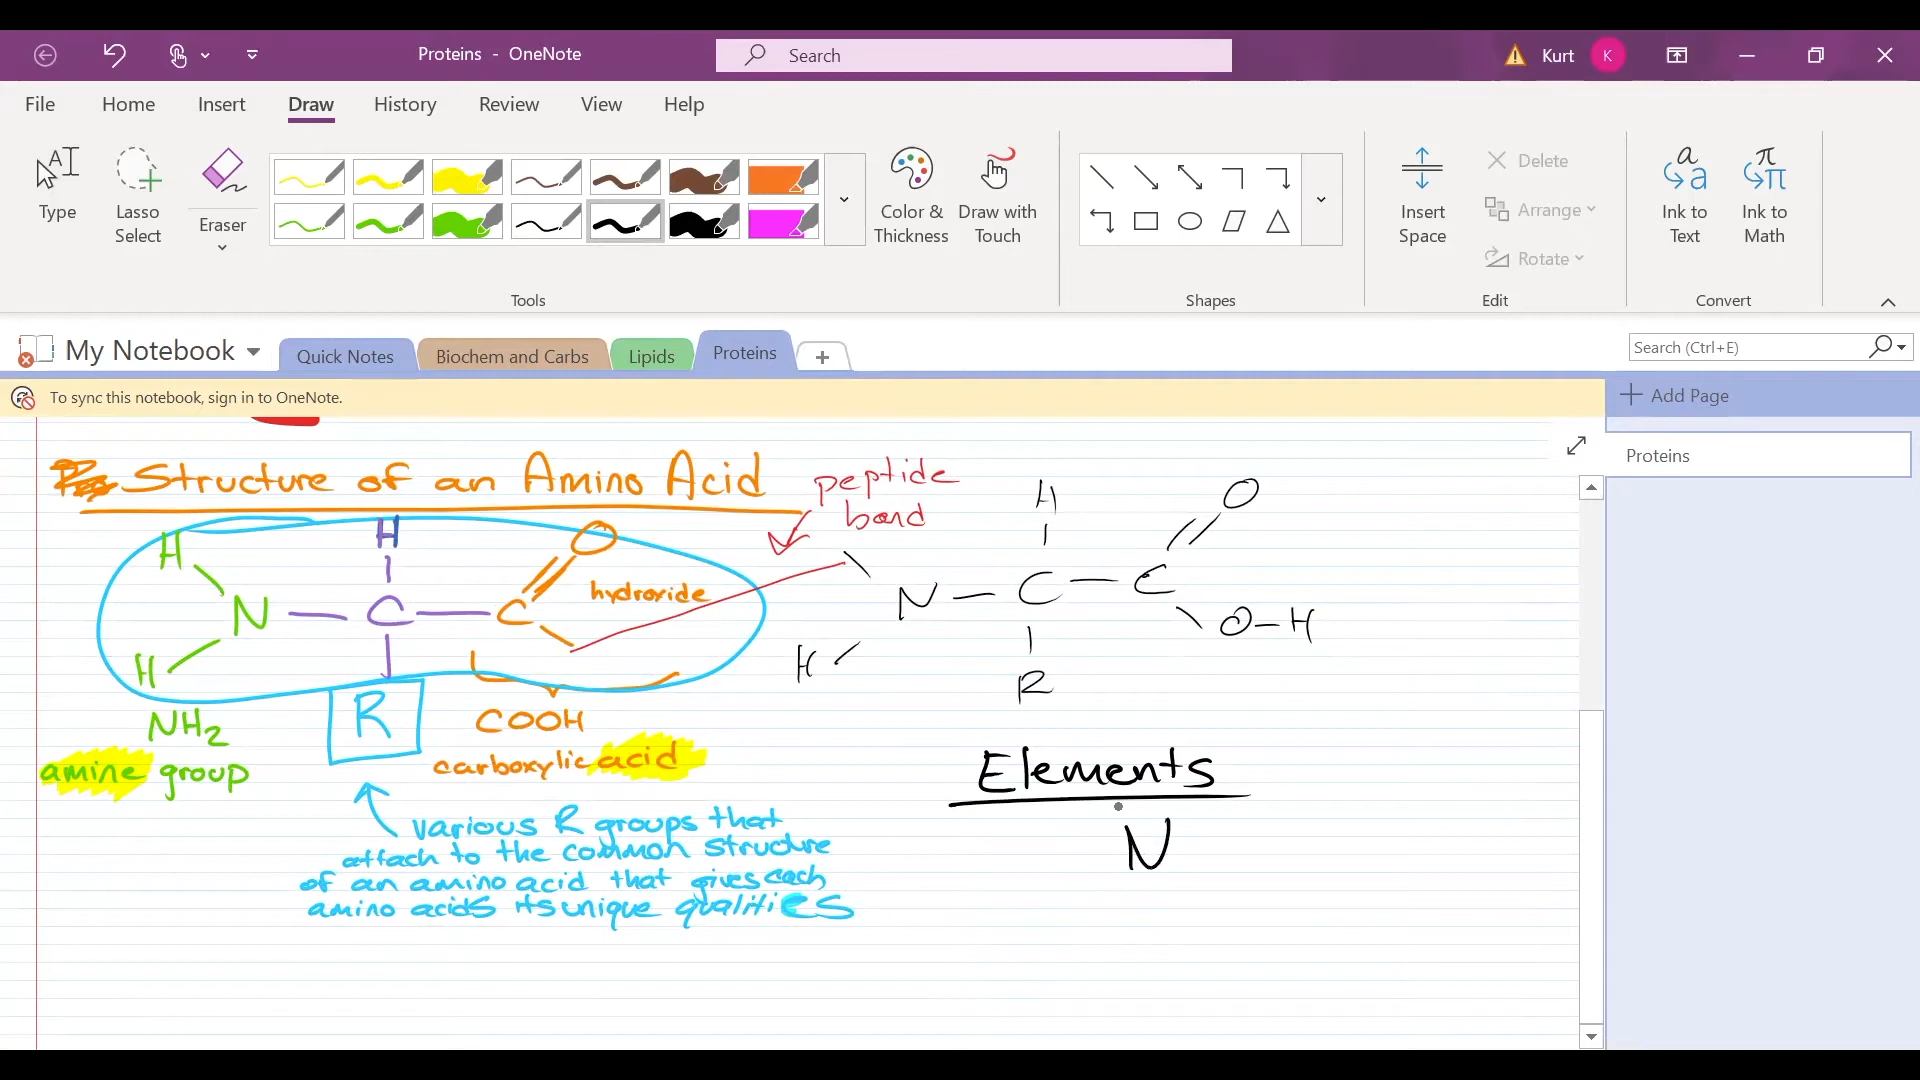 Proteins - OneNote
Search
Kurt
K
File Home Insert Draw History Review View Help
Type
Lasso Select
Eraser
Color & Thickness
Draw with Touch
Insert Space
Delete
Arrange
Rotate
Ink to Text
Ink to Math
Tools
Shapes
Edit
Convert
My Notebook
Quick Notes
Biochem and Carbs
Lipids
Proteins
Search (Ctrl+E)
To sync this notebook, sign in to OneNote.
Add Page
Proteins
Structure of an Amino Acid
peptide
bond
H H O
hydroxide
N C C
H
R
NH2
amine group
COOH
carboxylic acid
various R groups that
attach to the common structure
of an amino acid that gives each
amino acids its unique qualities
H O
N C C
H O-H
R
Elements
N